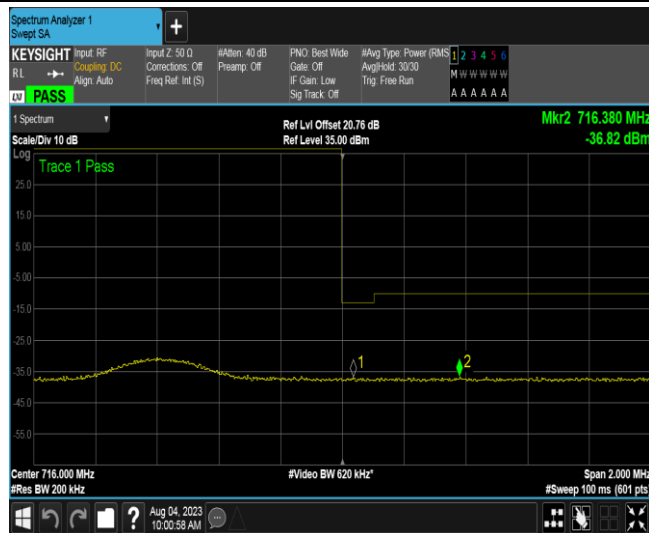 Spectrum Analyzer 1
Swept SA
+
KEYSIGHT
RL
LXI
PASS
Input: RF
Coupling: DC
Align: Auto
Input Z: 50 Ω
Corrections: Off
Freq Ref: Int (S)
#Atten: 40 dB
Preamp: Off
PNO: Best Wide
Gate: Off
IF Gain: Low
Sig Track: Off
#Avg Type: Power (RMS
Avg|Hold: 30/30
Trig: Free Run
1 2 3 4 5 6
M W W W W W
A A A A A A
1 Spectrum
Scale/Div 10 dB
Ref Lvl Offset 20.76 dB
Ref Level 35.00 dBm
Mkr2 716.380 MHz
-36.82 dBm
Log
Trace 1 Pass
25.0
15.0
5.00
-5.00
-15.0
-25.0
-35.0
-45.0
-55.0
1
2
Center 716.000 MHz
#Res BW 200 kHz
#Video BW 620 kHz*
Span 2.000 MHz
#Sweep 100 ms (601 pts)
?
Aug 04, 2023
10:00:58 AM